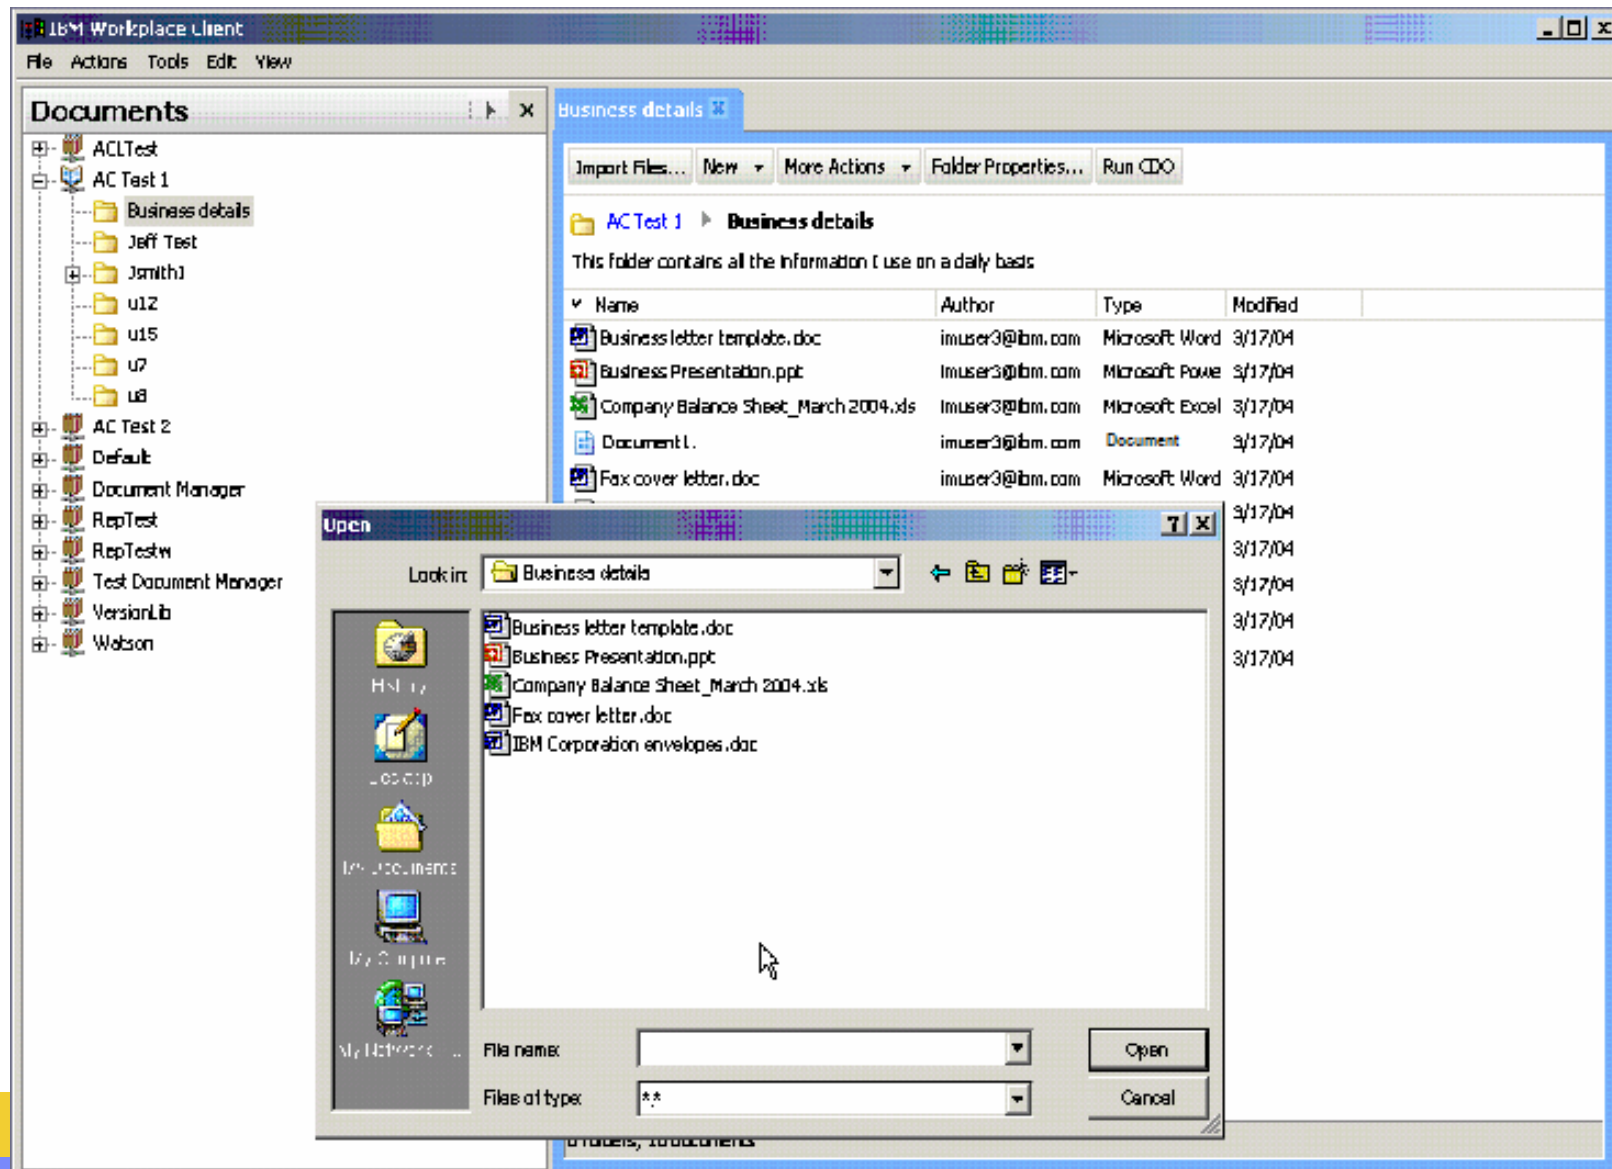 IBM Workplace Client
File Actions Tools Edit View
Documents
ACLTest
AC Test 1
Business details
Jeff Test
Jsmith1
u12
u15
u7
u8
AC Test 2
Default
Document Manager
RepTest
RepTestw
Test Document Manager
VersionLib
Watson
Business details
Import Files... New More Actions Folder Properties... Run CDO
AC Test 1 Business details
This folder contains all the information I use on a daily basis
Name Author Type Modified
Business letter template.doc imuser3@ibm.com Microsoft Word 3/17/04
Business Presentation.ppt imuser3@ibm.com Microsoft Powe 3/17/04
Company Balance Sheet_March 2004.xls imuser3@ibm.com Microsoft Excel 3/17/04
Document1. imuser3@ibm.com Document 3/17/04
Fax cover letter.doc imuser3@ibm.com Microsoft Word 3/17/04
3/17/04
3/17/04
3/17/04
3/17/04
3/17/04
Open
Look in: Business details
History
Desktop
My Documents
My Compute
My Network ...
Business letter template.doc
Business Presentation.ppt
Company Balance Sheet_March 2004.xls
Fax cover letter.doc
IBM Corporation envelopes.doc
File name: Open
Files of type: *.* Cancel
documents